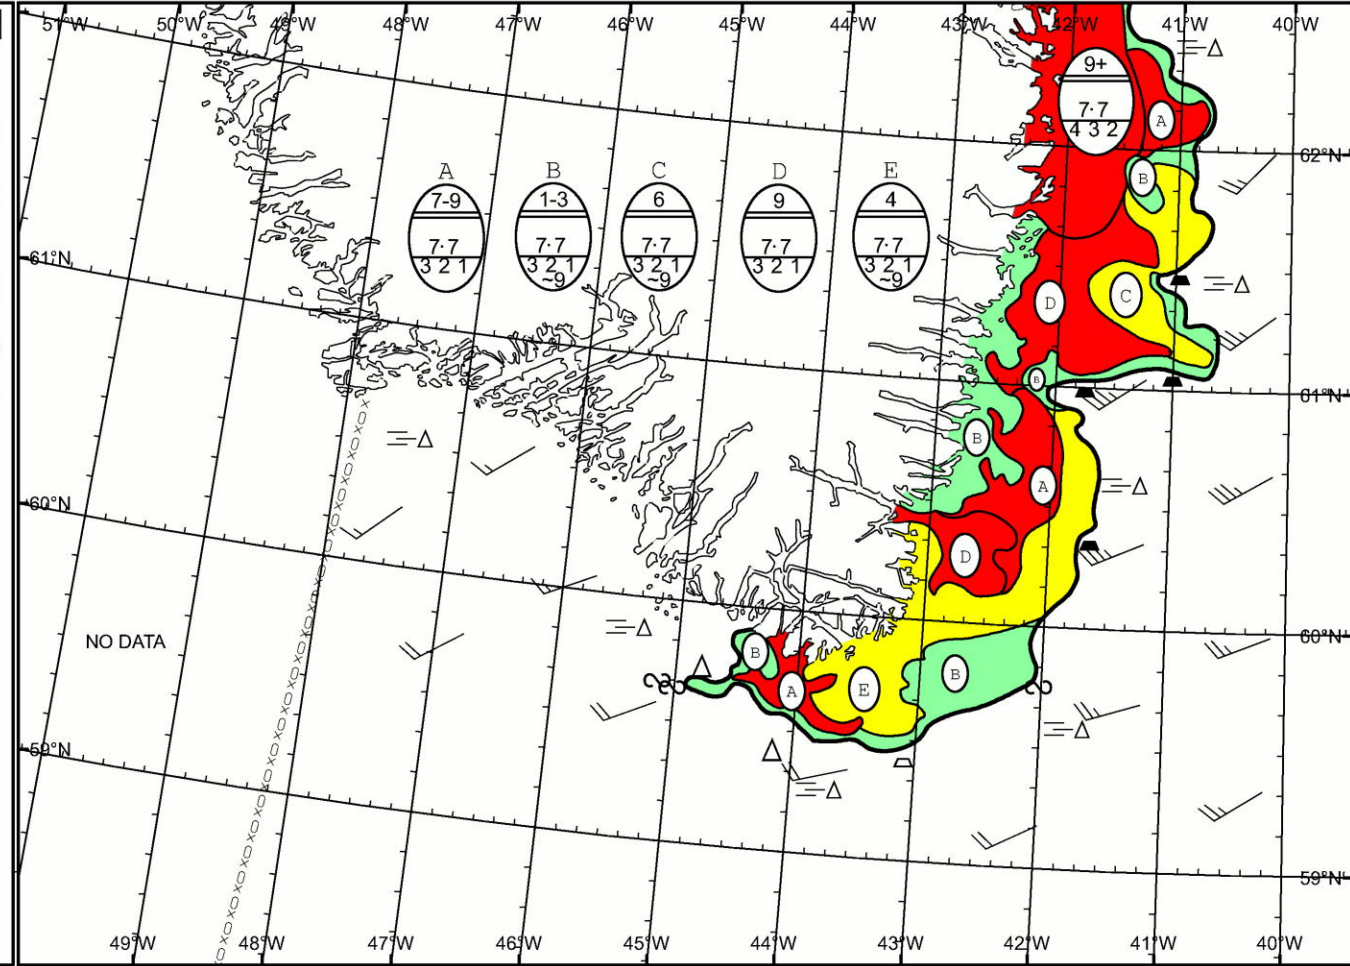 51°W 50°W 49°W 48°W 47°W 46°W 45°W 44°W 43°W 42°W 41°W 40°W
9+
7·7
4 3 2
A
62°N
A B C D E
B
7-9 1-3 6 9 4
7·7 7·7 7·7 7·7 7·7
3 2 1 3 2 1 3 2 1 3 2 1 3 2 1
~9 ~9 ~9
61°N
C
D
B
61°N
B
A
60°N
D
NO DATA
60°N
B
B
A E
59°N
59°N
49°W 48°W 47°W 46°W 45°W 44°W 43°W 42°W 41°W 40°W